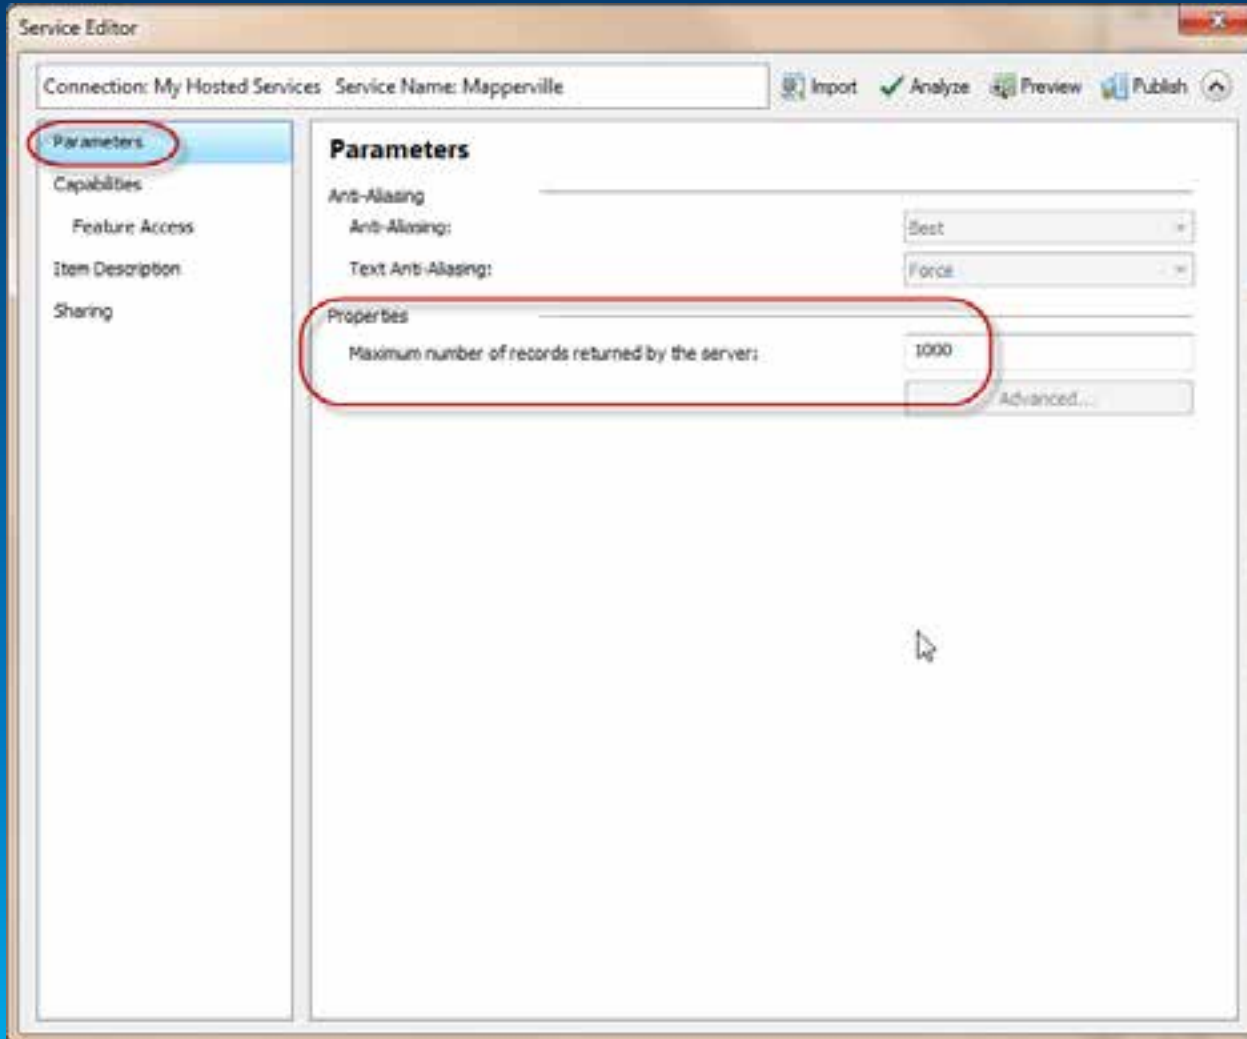 Service Editor
Connection: My Hosted Services Service Name: Mapperville
Import Analyze Preview Publish
Parameters
Capabilities
Feature Access
Item Description
Sharing
Parameters
Anti-Aliasing
Anti-Aliasing: Best
Text Anti-Aliasing: Force
Properties
Maximum number of records returned by the server: 1000
Advanced...